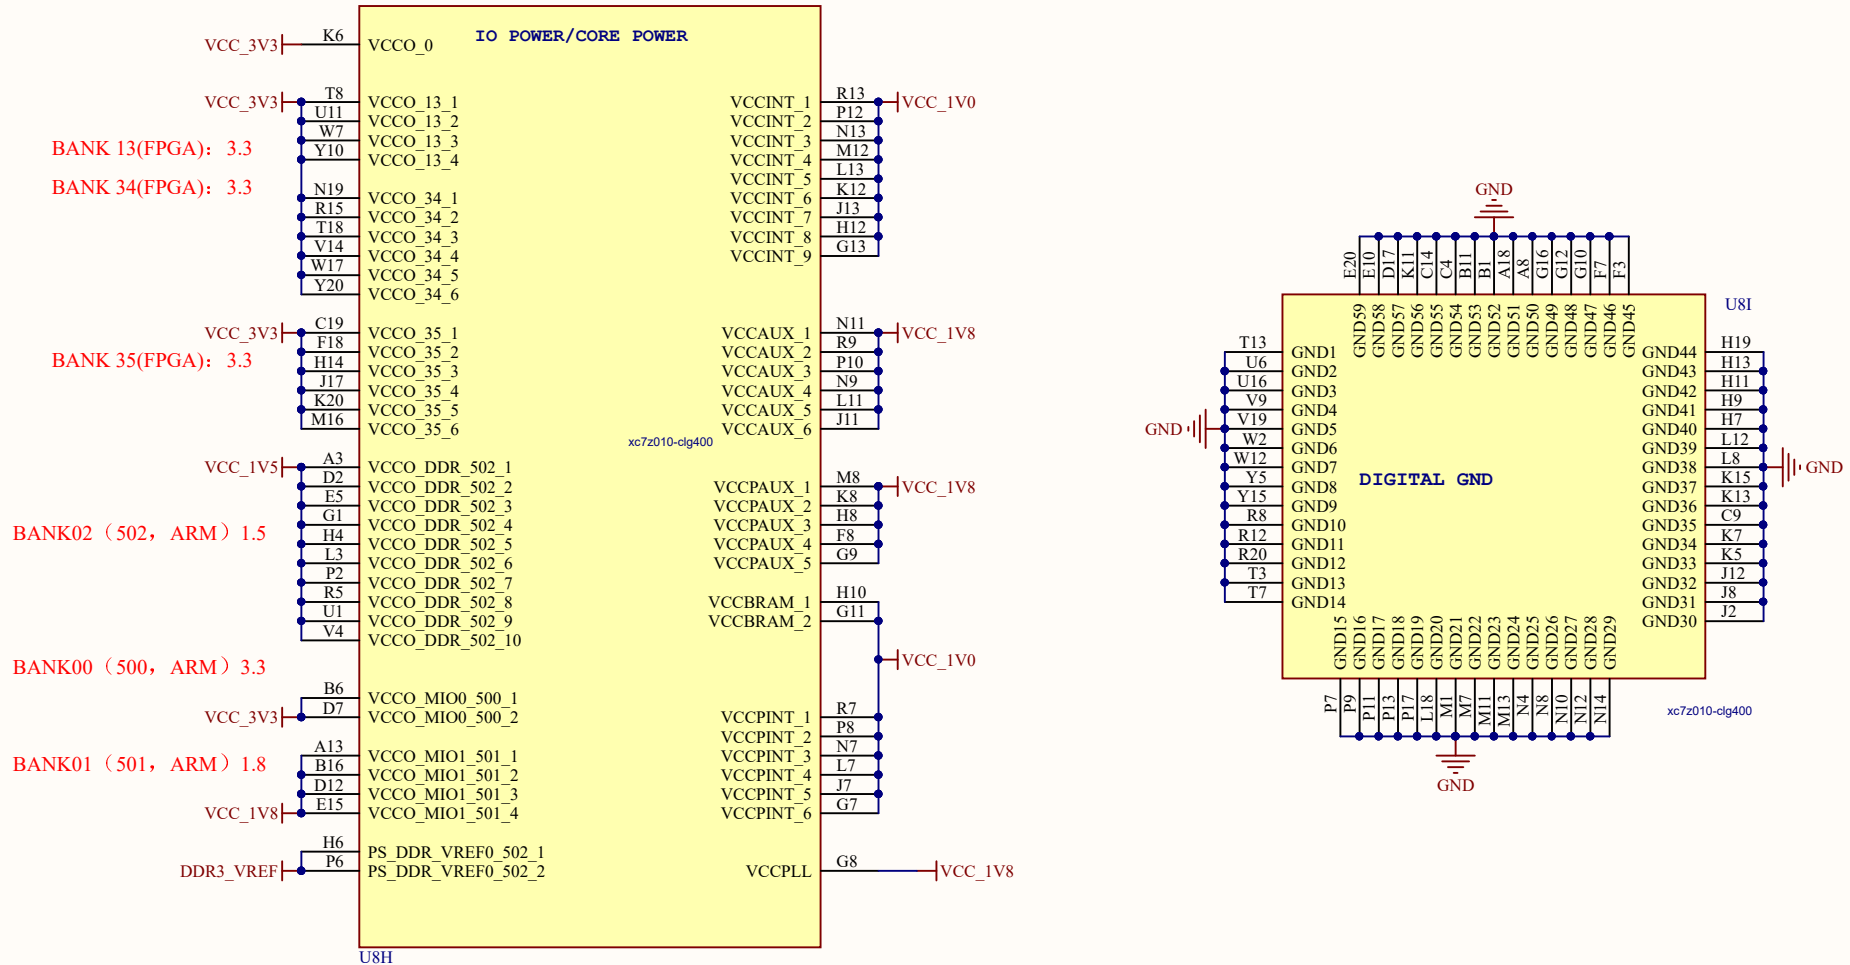 IO POWER/CORE POWER
VCC_3V3 K6 VCCO_0
VCC_3V3 T8 VCCO_13_1
U11 VCCO_13_2
W7 VCCO_13_3
Y10 VCCO_13_4
BANK 13(FPGA)：3.3
BANK 34(FPGA)：3.3
N19 VCCO_34_1
R15 VCCO_34_2
T18 VCCO_34_3
V14 VCCO_34_4
W17 VCCO_34_5
Y20 VCCO_34_6
VCC_3V3 C19 VCCO_35_1
F18 VCCO_35_2
H14 VCCO_35_3
J17 VCCO_35_4
K20 VCCO_35_5
M16 VCCO_35_6
BANK 35(FPGA)：3.3
VCC_1V5 A3 VCCO_DDR_502_1
D2 VCCO_DDR_502_2
E5 VCCO_DDR_502_3
G1 VCCO_DDR_502_4
H4 VCCO_DDR_502_5
L3 VCCO_DDR_502_6
P2 VCCO_DDR_502_7
R5 VCCO_DDR_502_8
U1 VCCO_DDR_502_9
V4 VCCO_DDR_502_10
BANK02（502，ARM）1.5
BANK00（500，ARM）3.3
B6 VCCO_MIO0_500_1
VCC_3V3 D7 VCCO_MIO0_500_2
A13 VCCO_MIO1_501_1
B16 VCCO_MIO1_501_2
D12 VCCO_MIO1_501_3
VCC_1V8 E15 VCCO_MIO1_501_4
BANK01（501，ARM）1.8
H6 PS_DDR_VREF0_502_1
DDR3_VREF P6 PS_DDR_VREF0_502_2
VCCINT_1 R13 VCC_1V0
VCCINT_2 P12
VCCINT_3 N13
VCCINT_4 M12
VCCINT_5 L13
VCCINT_6 K12
VCCINT_7 J13
VCCINT_8 H12
VCCINT_9 G13
VCCAUX_1 N11 VCC_1V8
VCCAUX_2 R9
VCCAUX_3 P10
VCCAUX_4 N9
VCCAUX_5 L11
VCCAUX_6 J11
xc7z010-clg400
VCCPAUX_1 M8 VCC_1V8
VCCPAUX_2 K8
VCCPAUX_3 H8
VCCPAUX_4 F8
VCCPAUX_5 G9
VCCBRAM_1 H10
VCCBRAM_2 G11
VCC_1V0
VCCPINT_1 R7
VCCPINT_2 P8
VCCPINT_3 N7
VCCPINT_4 L7
VCCPINT_5 J7
VCCPINT_6 G7
VCCPLL G8 VCC_1V8
U8H
GND
E20 GND59
E10 GND58
D17 GND57
K11 GND56
C14 GND55
C4 GND54
B11 GND53
B1 GND52
A18 GND51
A8 GND50
G16 GND49
G12 GND48
G10 GND47
F7 GND46
F3 GND45
U8I
T13 GND1
U6 GND2
U16 GND3
V9 GND4
GND V19 GND5
W2 GND6
W12 GND7
Y5 GND8
Y15 GND9
R8 GND10
R12 GND11
R20 GND12
T3 GND13
T7 GND14
DIGITAL GND
GND44 H19
GND43 H13
GND42 H11
GND41 H9
GND40 H7
GND39 L12
GND38 L8 GND
GND37 K15
GND36 K13
GND35 C9
GND34 K7
GND33 K5
GND32 J12
GND31 J8
GND30 J2
GND15 P7
GND16 P9
GND17 P11
GND18 P13
GND19 P17
GND20 L18
GND21 M1
GND22 M7
GND23 M11
GND24 M13
GND25 N4
GND26 N8
GND27 N10
GND28 N12
GND29 N14
xc7z010-clg400
GND